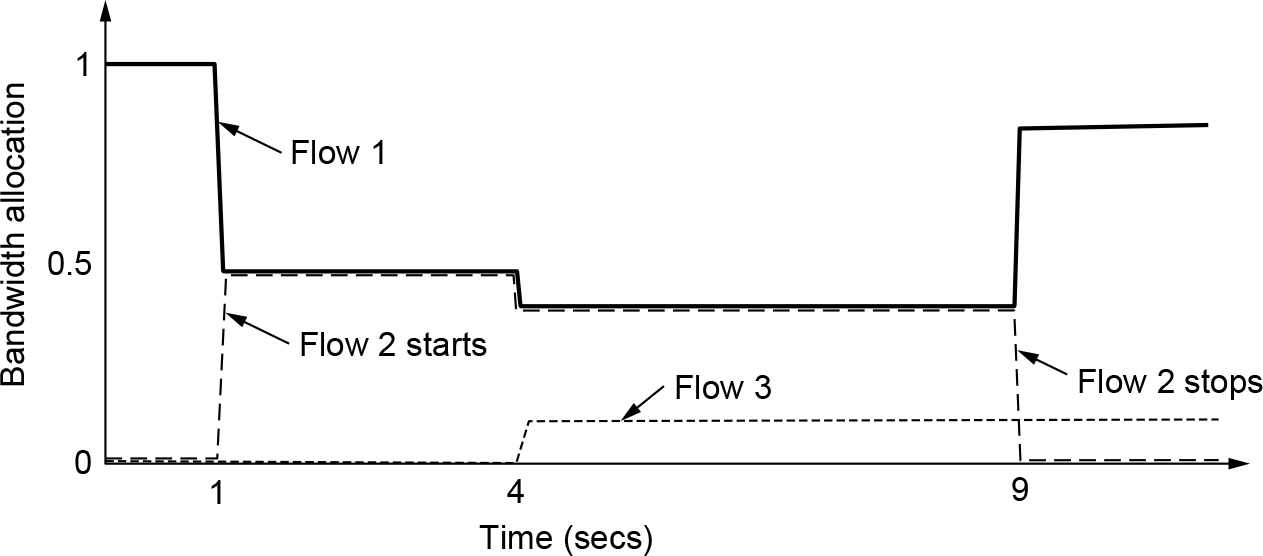 1
Flow 1
Bandwidth allocation
0.5
Flow 2 starts
Flow 3
Flow 2 stops
0
1
4
9
Time (secs)